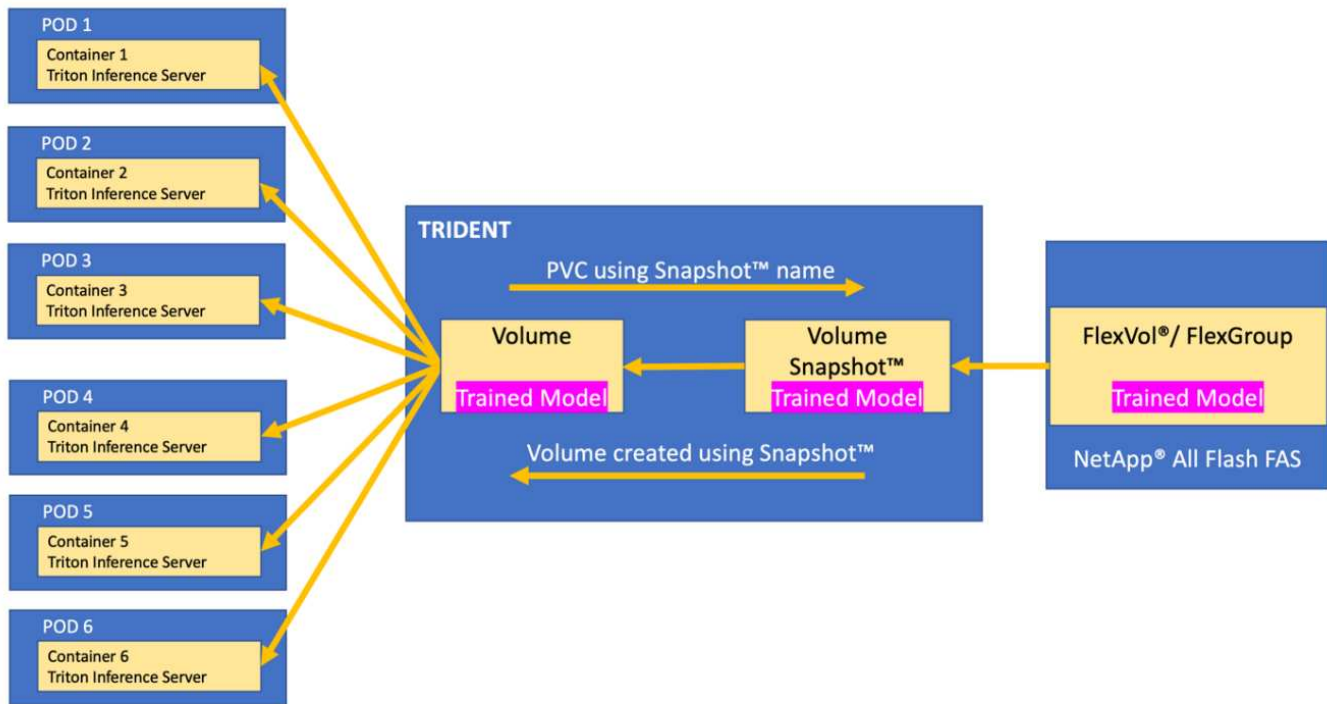 POD 1
Container 1
Triton Inference Server
POD 2
Container 2
Triton Inference Server
POD 3
Container 3
Triton Inference Server
POD 4
Container 4
Triton Inference Server
POD 5
Container 5
Triton Inference Server
POD 6
Container 6
Triton Inference Server
TRIDENT
PVC using Snapshot™ name
Volume
Trained Model
Volume
Snapshot™
Trained Model
Volume created using Snapshot™
FlexVol®/ FlexGroup
Trained Model
NetApp® All Flash FAS